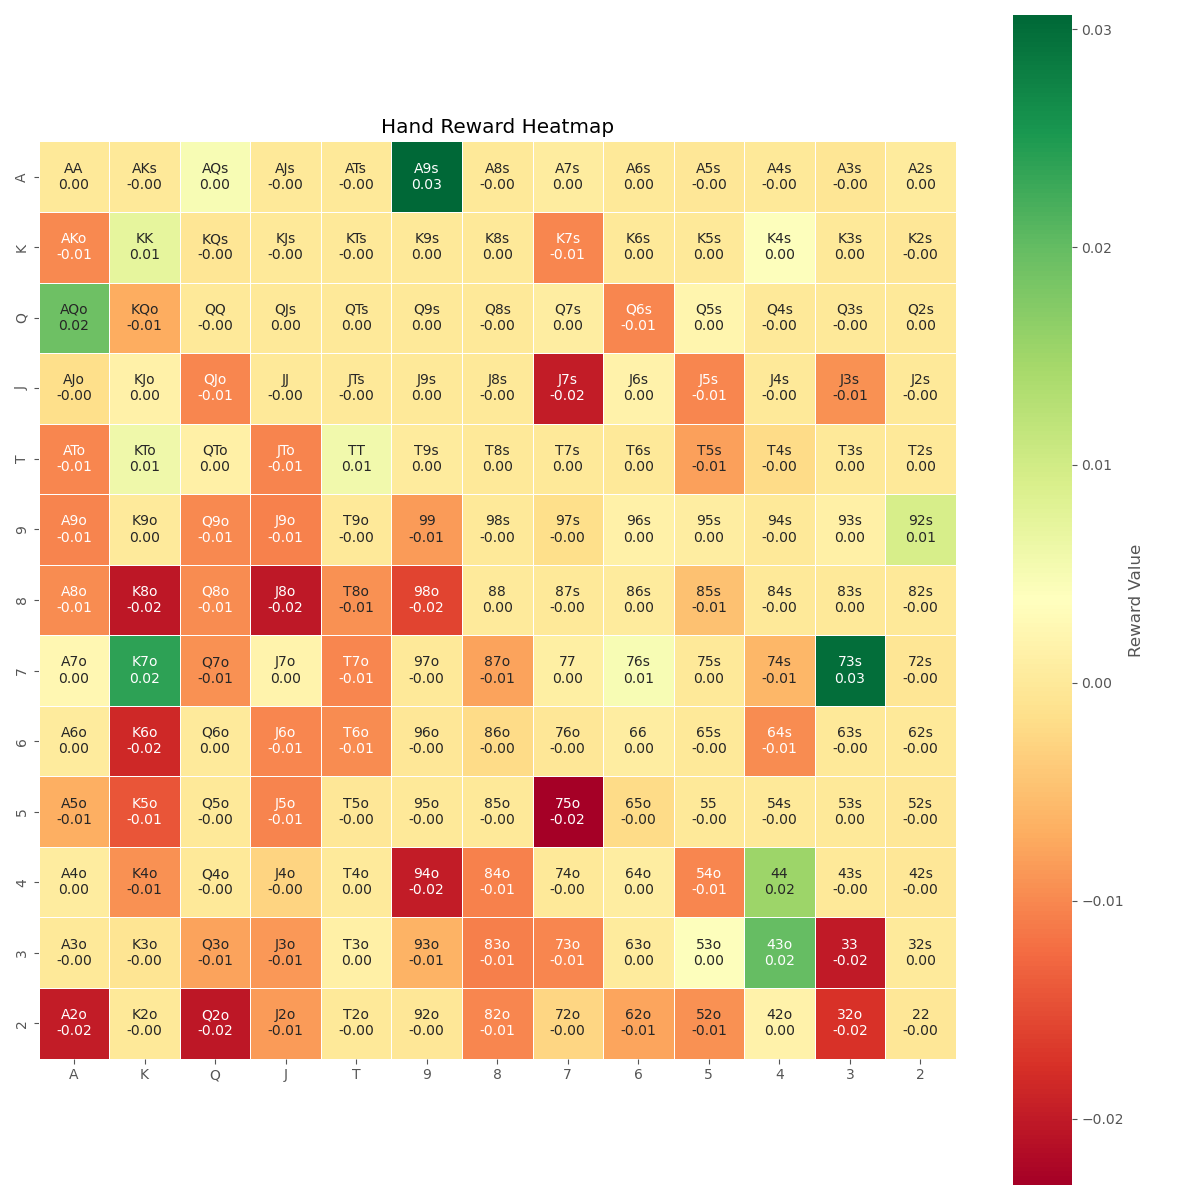 Hand Reward Heatmap
A AA AKs AQs AJs ATs A9s A8s A7s A6s A5s A4s A3s A2s
0.00 -0.00 0.00 -0.00 -0.00 0.03 -0.00 0.00 0.00 -0.00 -0.00 -0.00 0.00
K AKo KK KQs KJs KTs K9s K8s K7s K6s K5s K4s K3s K2s
-0.01 0.01 -0.00 -0.00 -0.00 0.00 0.00 -0.01 0.00 0.00 0.00 0.00 -0.00
Q AQo KQo QQ QJs QTs Q9s Q8s Q7s Q6s Q5s Q4s Q3s Q2s
0.02 -0.01 -0.00 0.00 0.00 0.00 -0.00 0.00 -0.01 0.00 -0.00 -0.00 0.00
J AJo KJo QJo JJ JTs J9s J8s J7s J6s J5s J4s J3s J2s
-0.00 0.00 -0.01 -0.00 -0.00 0.00 -0.00 -0.02 0.00 -0.01 -0.00 -0.01 -0.00
T ATo KTo QTo JTo TT T9s T8s T7s T6s T5s T4s T3s T2s
-0.01 0.01 0.00 -0.01 0.01 0.00 0.00 0.00 0.00 -0.01 -0.00 0.00 0.00
9 A9o K9o Q9o J9o T9o 99 98s 97s 96s 95s 94s 93s 92s
-0.01 0.00 -0.01 -0.01 -0.00 -0.01 -0.00 -0.00 0.00 0.00 -0.00 0.00 0.01
8 A8o K8o Q8o J8o T8o 98o 88 87s 86s 85s 84s 83s 82s
-0.01 -0.02 -0.01 -0.02 -0.01 -0.02 0.00 -0.00 0.00 -0.01 -0.00 0.00 -0.00
7 A7o K7o Q7o J7o T7o 97o 87o 77 76s 75s 74s 73s 72s
0.00 0.02 -0.01 0.00 -0.01 -0.00 -0.01 0.00 0.01 0.00 -0.01 0.03 -0.00
6 A6o K6o Q6o J6o T6o 96o 86o 76o 66 65s 64s 63s 62s
0.00 -0.02 0.00 -0.01 -0.01 -0.00 -0.00 -0.00 0.00 -0.00 -0.01 -0.00 -0.00
5 A5o K5o Q5o J5o T5o 95o 85o 75o 65o 55 54s 53s 52s
-0.01 -0.01 -0.00 -0.01 -0.00 -0.00 -0.00 -0.02 -0.00 -0.00 -0.00 0.00 -0.00
4 A4o K4o Q4o J4o T4o 94o 84o 74o 64o 54o 44 43s 42s
0.00 -0.01 -0.00 -0.00 0.00 -0.02 -0.01 -0.00 0.00 -0.01 0.02 -0.00 -0.00
3 A3o K3o Q3o J3o T3o 93o 83o 73o 63o 53o 43o 33 32s
-0.00 -0.00 -0.01 -0.01 0.00 -0.01 -0.01 -0.01 0.00 0.00 0.02 -0.02 0.00
2 A2o K2o Q2o J2o T2o 92o 82o 72o 62o 52o 42o 32o 22
-0.02 -0.00 -0.02 -0.01 -0.00 -0.00 -0.01 -0.00 -0.01 -0.01 0.00 -0.02 -0.00
A K Q J T 9 8 7 6 5 4 3 2
0.03
0.02
0.01
0.00
−0.01
−0.02
Reward Value